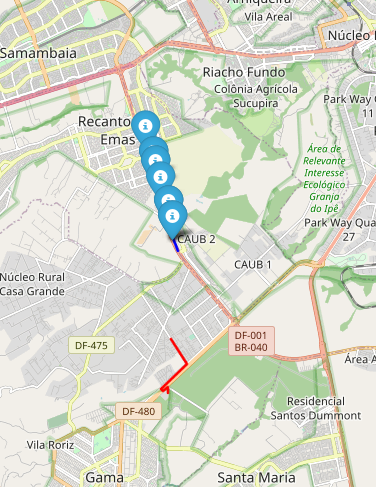 Arniqueira
Vila Areal
Samambaia
Núcleo
Riacho Fundo
Colônia Agrícola
Sucupira
Park Way
11
Recanto
Emas
Área de
Relevante
Interesse
Ecológico
Granja
do Ipê
Park Way Qua
27
CAUB 2
CAUB 1
Núcleo Rural
Casa Grande
DF-475
DF-001
BR-040
Área A
Residencial
Santos Dummont
DF-480
Vila Roriz
Gama
Santa Maria